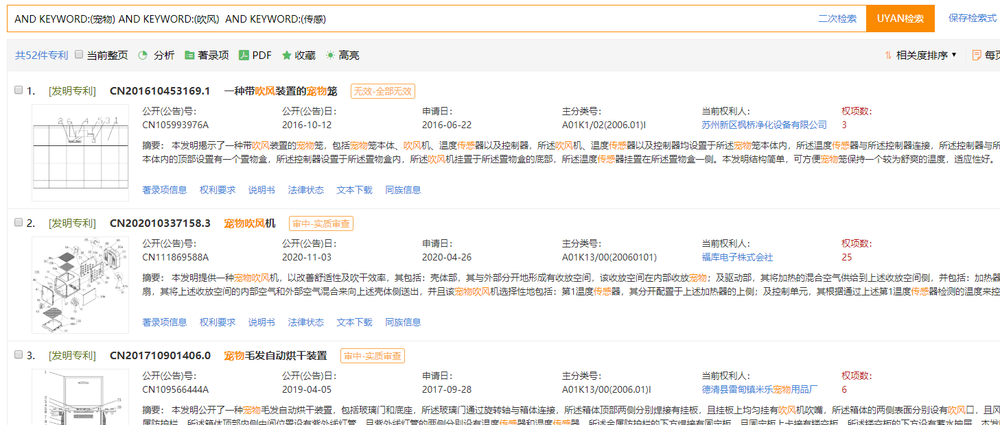 AND KEYWORD:(宠物) AND KEYWORD:(吹风) AND KEYWORD:(传感) 二次检索 UYAN检索 保存检索式
共52件专利 当前整页 分析 著录项 PDF 收藏 高亮 相关度排序 每页
1. [发明专利] CN201610453169.1 一种带吹风装置的宠物笼 无效-全部无效
公开(公告)号: 公开(公告)日: 申请日: 主分类号: 当前权利人: 权项数:
CN105993976A 2016-10-12 2016-06-22 A01K1/02(2006.01)I 苏州新区枫桥净化设备有限公司 3
摘要: 本发明揭示了一种带吹风装置的宠物笼，包括宠物笼本体、吹风机、温度传感器以及控制器，所述吹风机、温度传感器以及控制器均设置于所述宠物笼本体内，所述温度传感器与所述控制器连接，所述控制器与所
本体内的顶部设置有一个置物盒，所述控制器设置于所述置物盒内，所述吹风机挂置于所述置物盒的底部，所述温度传感器挂置在所述置物盒一侧。本发明结构简单，可方便宠物笼保持一个较为舒爽的温度，适应性好。
著录项信息 权利要求 说明书 法律状态 文本下载 同族信息
2. [发明专利] CN202010337158.3 宠物吹风机 审中-实质审查
公开(公告)号: 公开(公告)日: 申请日: 主分类号: 当前权利人: 权项数:
CN111869588A 2020-11-03 2020-04-26 A01K13/00(20060101) 福库电子株式会社 25
摘要: 本发明提供一种宠物吹风机，以改善舒适性及吹干效率，其包括：壳体部，其与外部分开地形成有收放空间，该收放空间在内部收放宠物；及驱动部，其将加热的混合空气供给到上述收放空间侧，并包括：加热器
扇，其将上述收放空间的内部空气和外部空气混合来向上述壳体侧送出，并且该宠物吹风机选择性地包括：第1温度传感器，其分开配置于上述加热器的上侧；及控制单元，其根据通过上述第1温度传感器检测的温度来控
著录项信息 权利要求 说明书 法律状态 文本下载 同族信息
3. [发明专利] CN201710901406.0 宠物毛发自动烘干装置 审中-实质审查
公开(公告)号: 公开(公告)日: 申请日: 主分类号: 当前权利人: 权项数:
CN109566444A 2019-04-05 2017-09-28 A01K13/00(2006.01)I 德清县雷甸镇米乐宠物用品厂 6
摘要: 本发明公开了一种宠物毛发自动烘干装置，包括玻璃门和底座，所述玻璃门通过旋转轴与箱体连接，所述箱体顶部两侧分别焊接有挂板，且挂板上均匀挂有吹风机吹嘴，所述箱体的两侧表面分别设有吹风口，且风